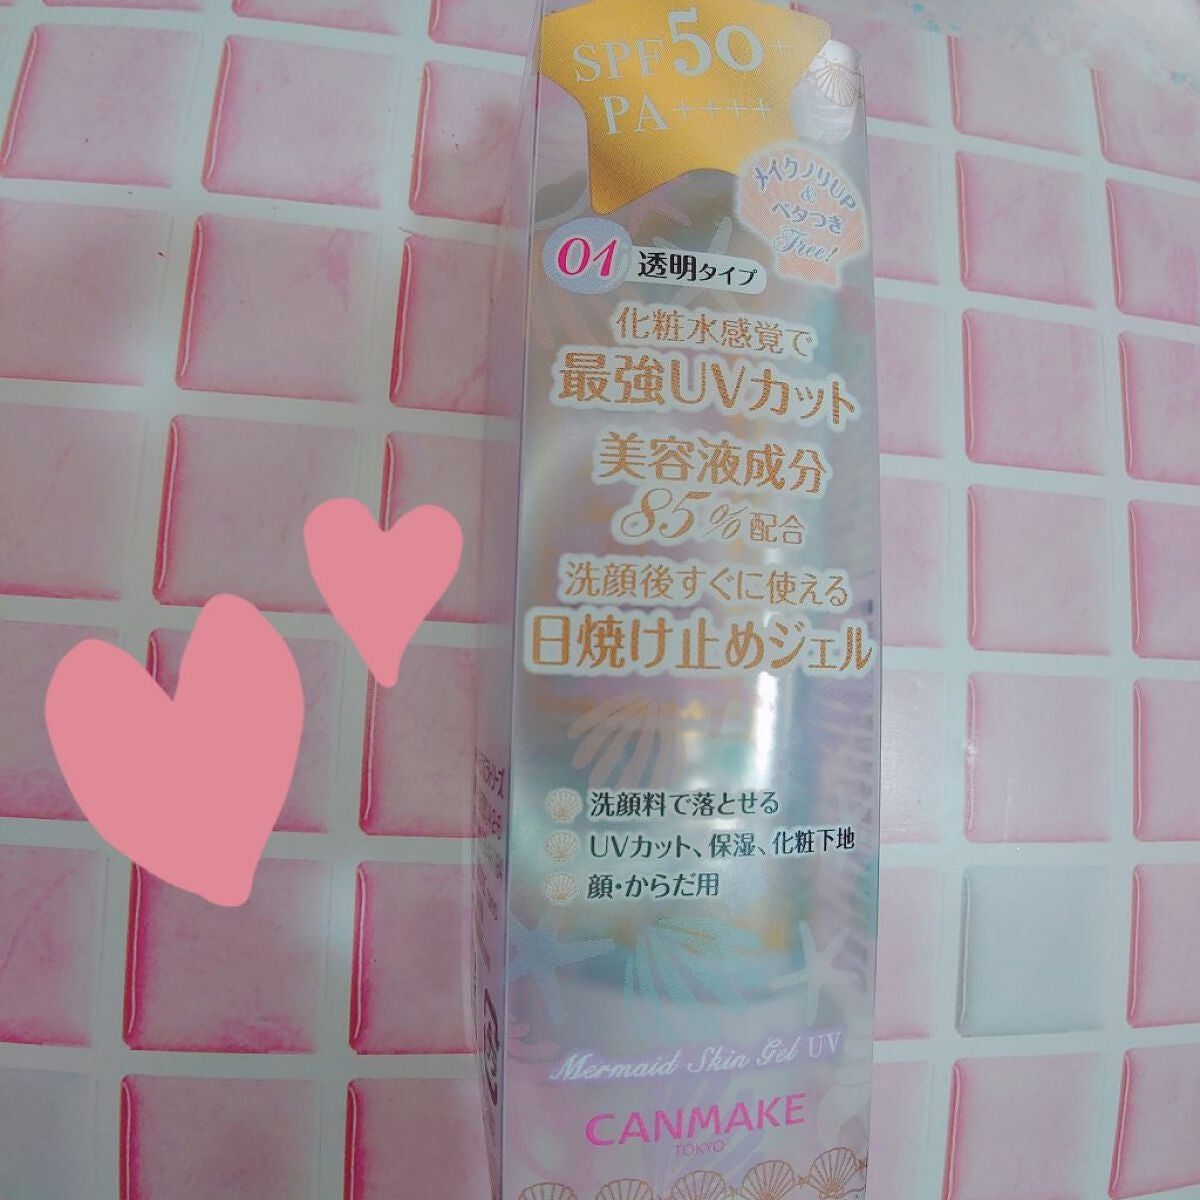 SPF50+
PA++++
メイクノリUP
&
ベタつき
Free!
01 透明タイプ
化粧水感覚で
最強UVカット
美容液成分
85%配合
洗顔後すぐに使える
日焼け止めジェル
洗顔料で落とせる
UVカット、保湿、化粧下地
顔・からだ用
Mermaid Skin Gel UV
CANMAKE
TOKYO